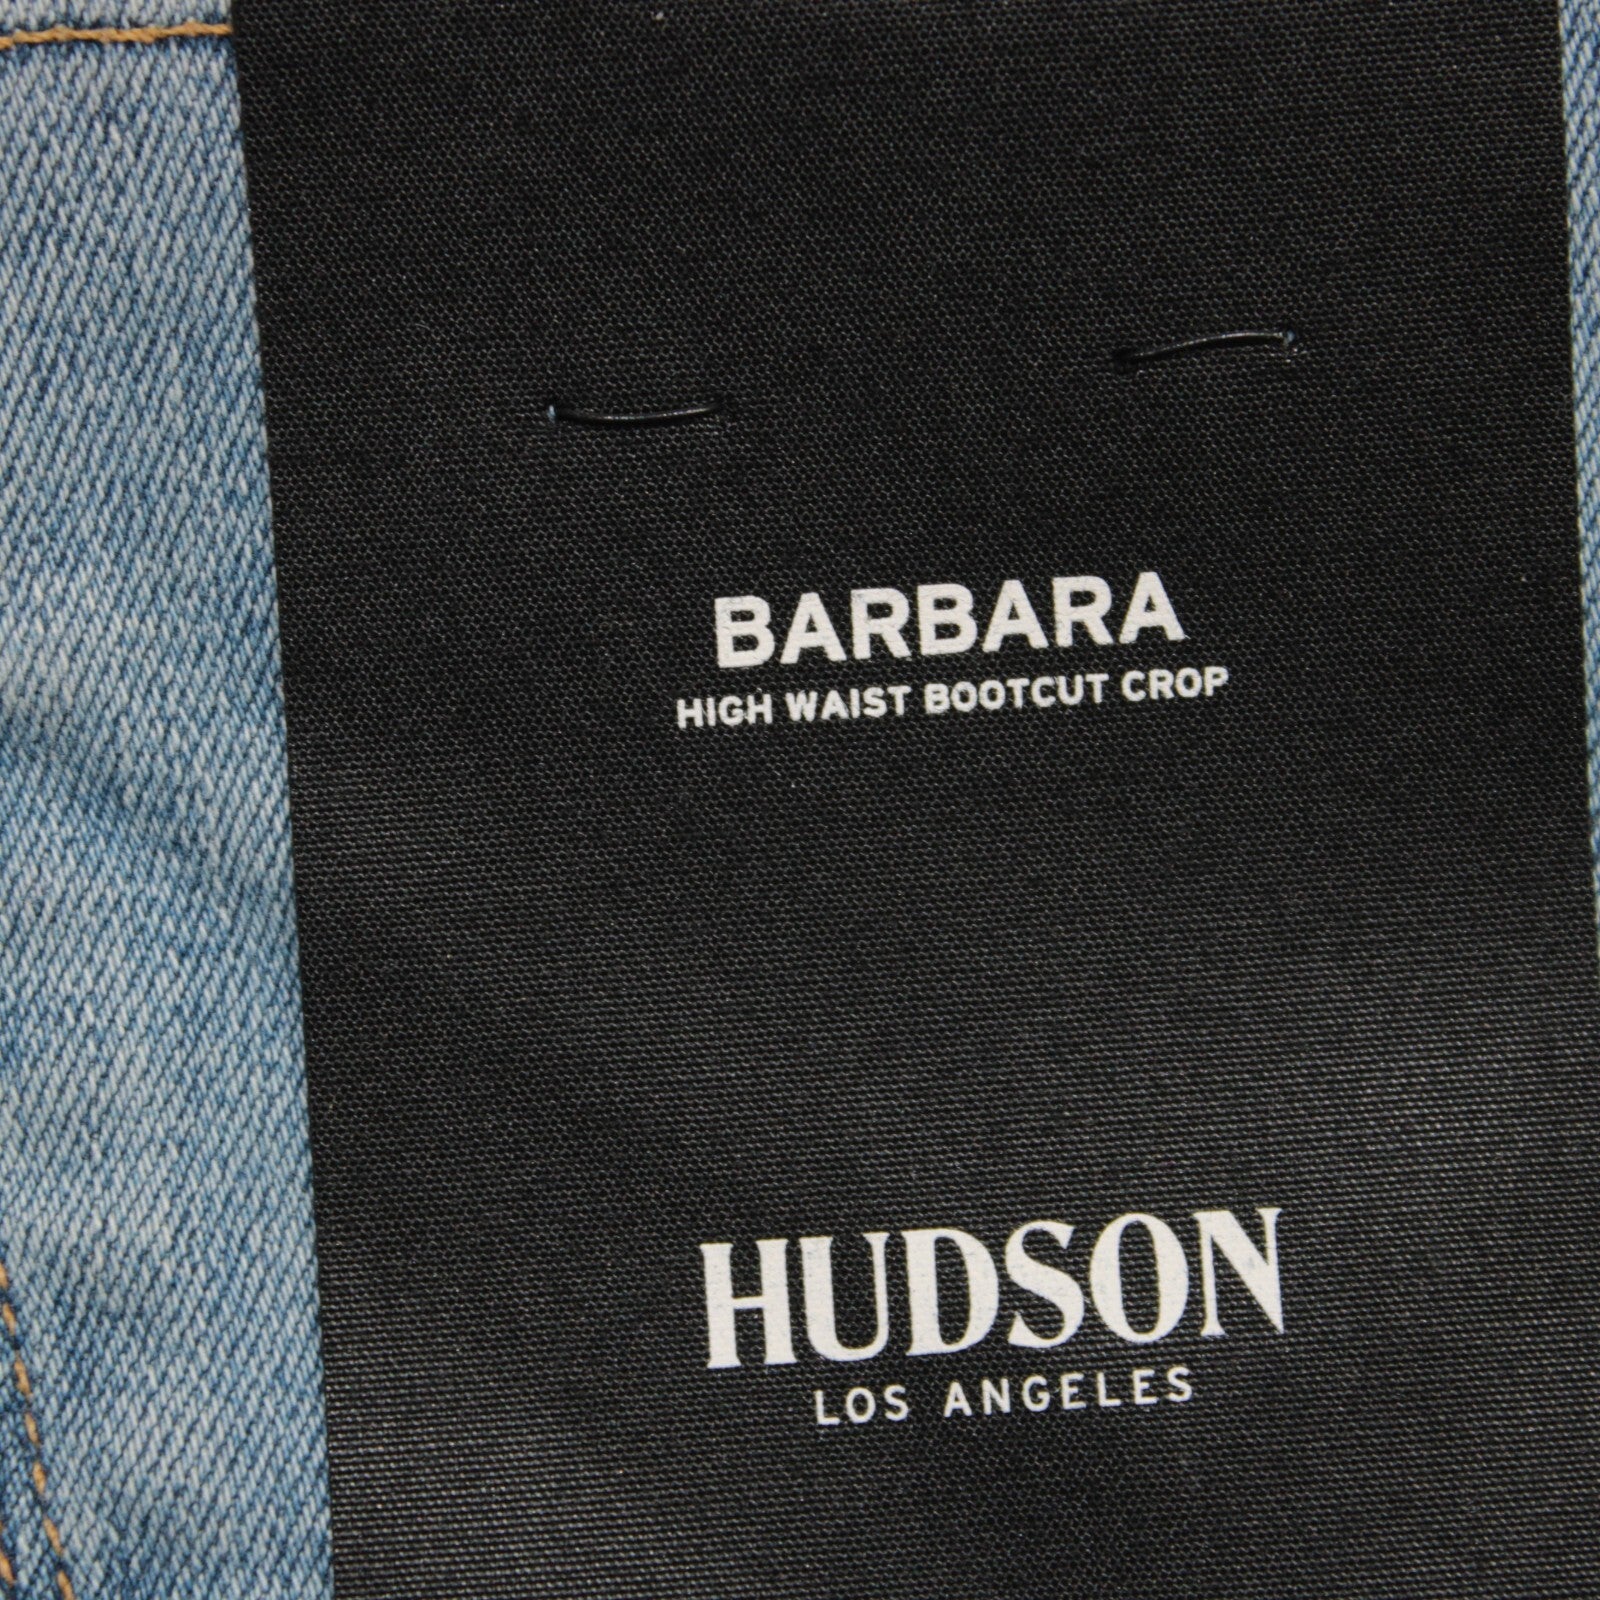 BARBARA
HIGH WAIST BOOTCUT CROP
HUDSON
LOS ANGELES